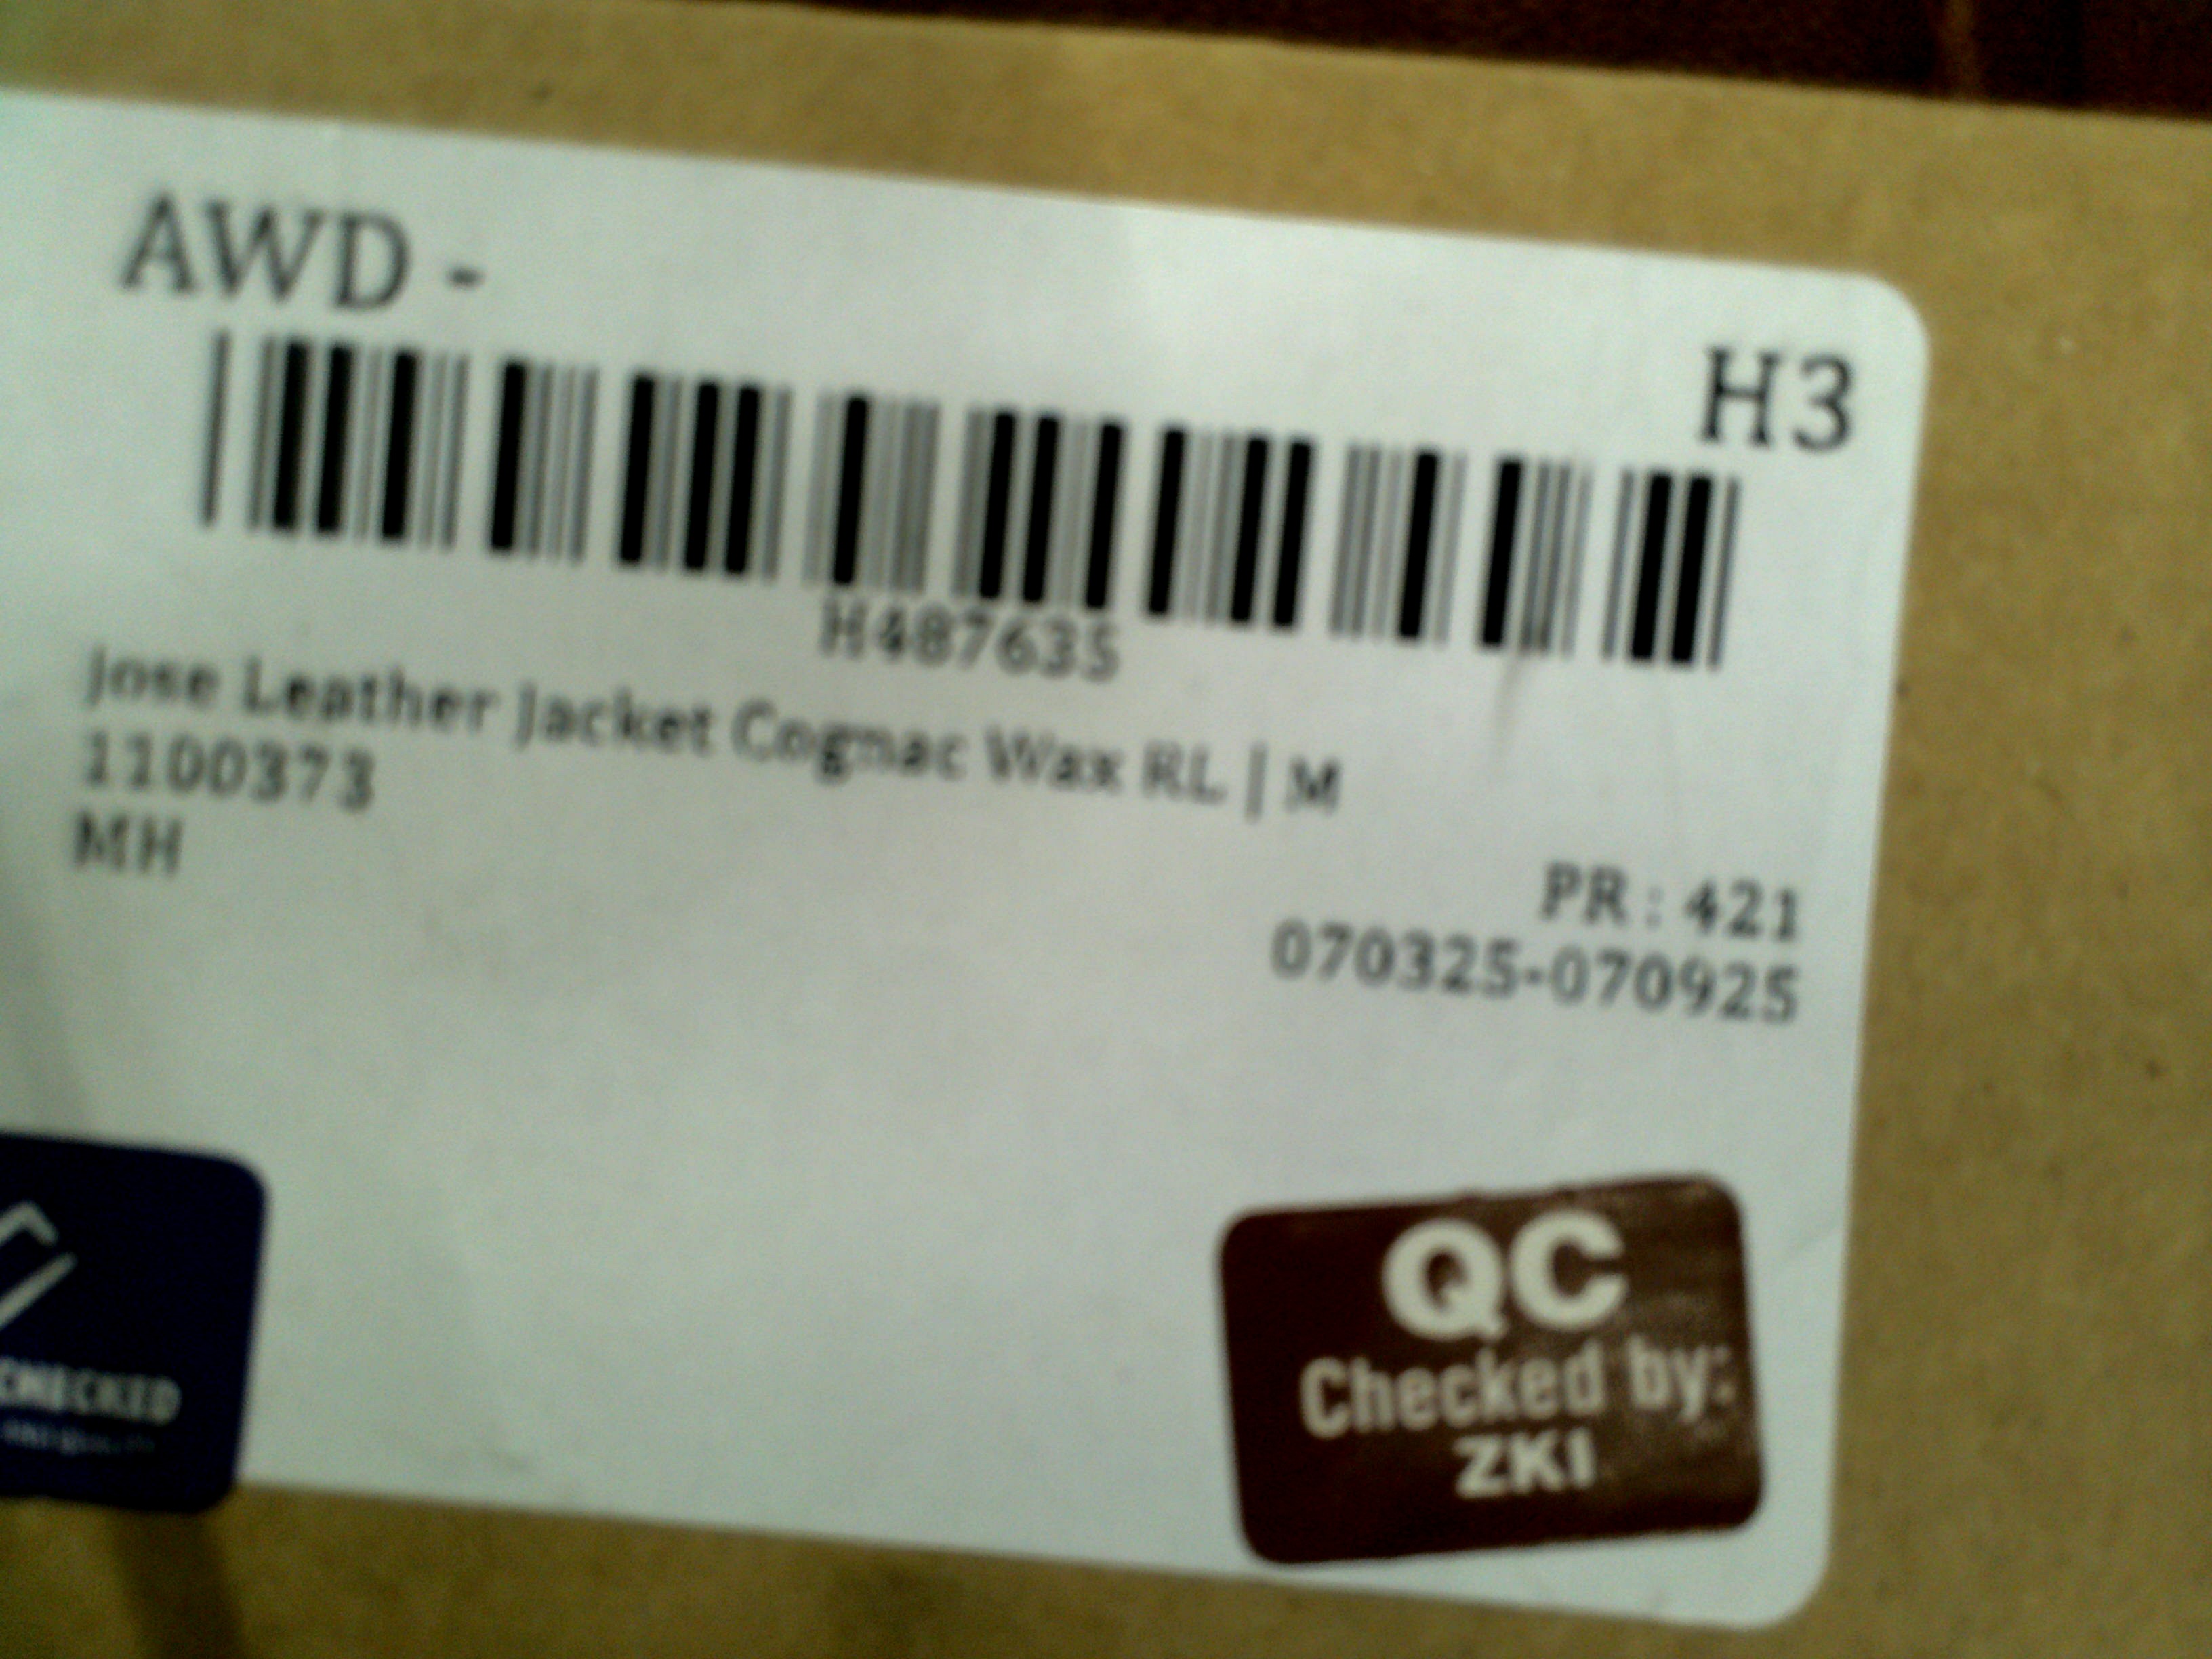 AWD -
H3
H487635
Jose Leather Jacket Cognac Wax RL | M
1100373
MH
PR : 421
070325-070925
CHECKED
QC
Checked by:
ZKI